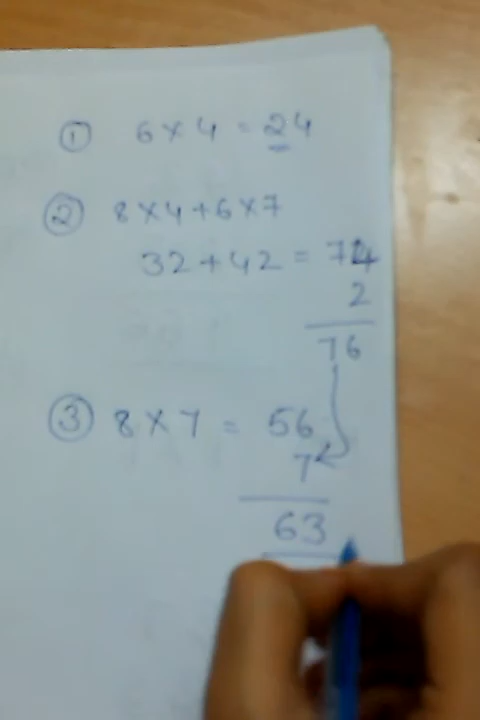 ① 6 × 4 = 24
② 8 × 4 + 6 × 7
32 + 42 = 74
2
76
③ 8 × 7 = 56
7
63